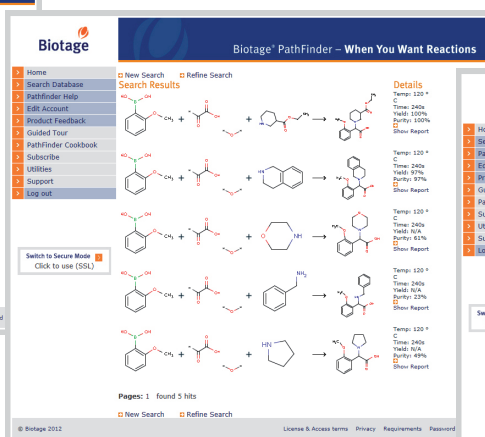 Biotage
Biotage® PathFinder – When You Want Reactions
Home
Search Database
Pathfinder Help
Edit Account
Product Feedback
Guided Tour
PathFinder Cookbook
Subscribe
Utilities
Support
Log out
Switch to Secure Mode
Click to use (SSL)
New Search Refine Search
Search Results Details
Temp: 120 °
C
Time: 240s
Yield: 100%
Purity: 100%
Show Report
Temp: 120 °
C
Time: 240s
Yield: 97%
Purity: 97%
Show Report
Temp: 120 °
C
Time: 240s
Yield: N/A
Purity: 61%
Show Report
Temp: 120 °
C
Time: 240s
Yield: N/A
Purity: 23%
Show Report
Temp: 120 °
C
Time: 240s
Yield: N/A
Purity: 49%
Show Report
Pages: 1 found 5 hits
New Search Refine Search
© Biotage 2012 License & Access terms Privacy Requirements Password